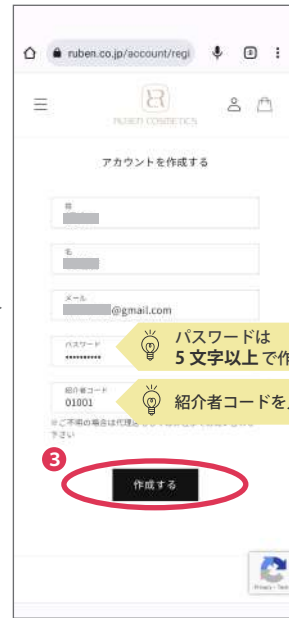 ruben.co.jp/account/regi
RUBEN COSMETICS
アカウントを作成する
姓
名
メール
@gmail.com
パスワード
••••••••••
パスワードは
5 文字以上 で作
紹介者コード
01001
紹介者コードを
※ご不明の場合は代理店
下さい
3
作成する